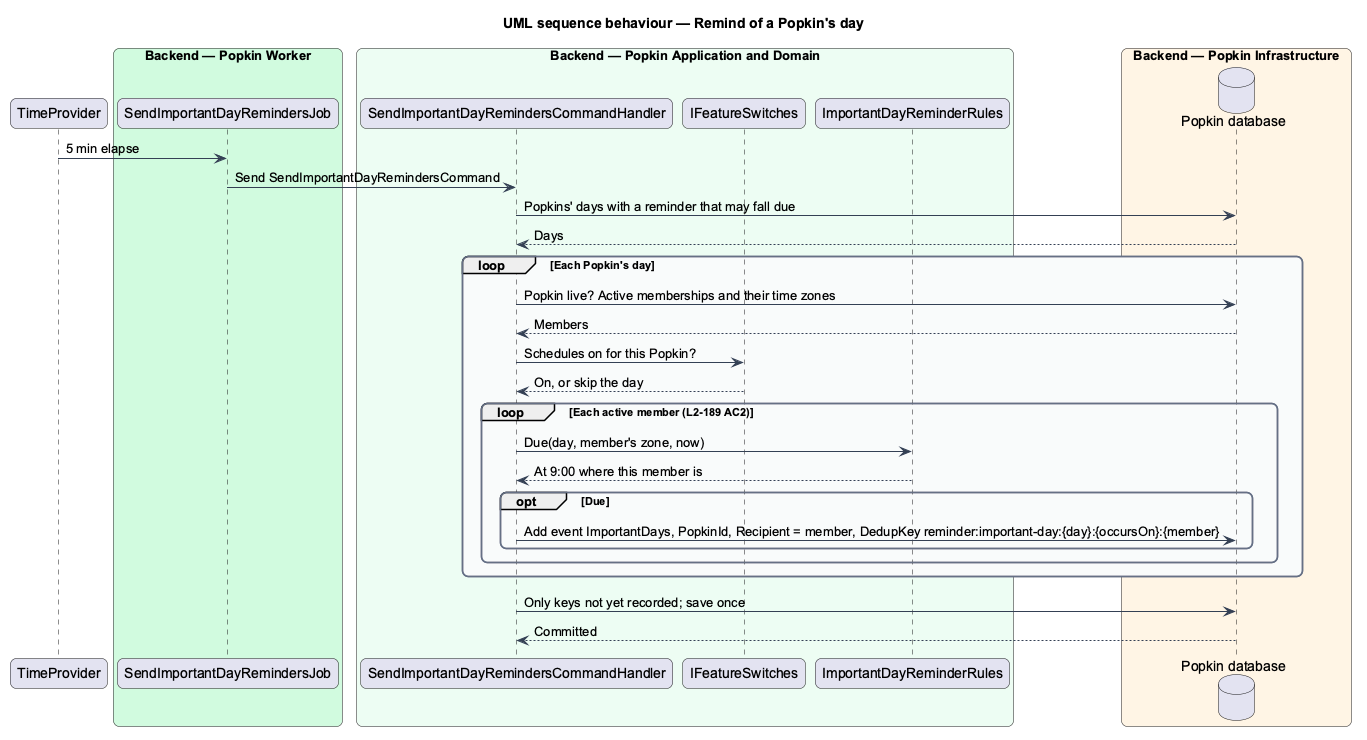 UML sequence behaviour — Remind of a Popkin's day
Backend — Popkin Worker
Backend — Popkin Application and Domain
Backend — Popkin Infrastructure
TimeProvider
SendImportantDayRemindersJob
SendImportantDayRemindersCommandHandler
IFeatureSwitches
ImportantDayReminderRules
Popkin database
5 min elapse
Send SendImportantDayRemindersCommand
Popkins' days with a reminder that may fall due
Days
loop [Each Popkin's day]
Popkin live? Active memberships and their time zones
Members
Schedules on for this Popkin?
On, or skip the day
loop [Each active member (L2-189 AC2)]
Due(day, member's zone, now)
At 9:00 where this member is
opt [Due]
Add event ImportantDays, PopkinId, Recipient = member, DedupKey reminder:important-day:{day}:{occursOn}:{member}
Only keys not yet recorded; save once
Committed
TimeProvider
SendImportantDayRemindersJob
SendImportantDayRemindersCommandHandler
IFeatureSwitches
ImportantDayReminderRules
Popkin database